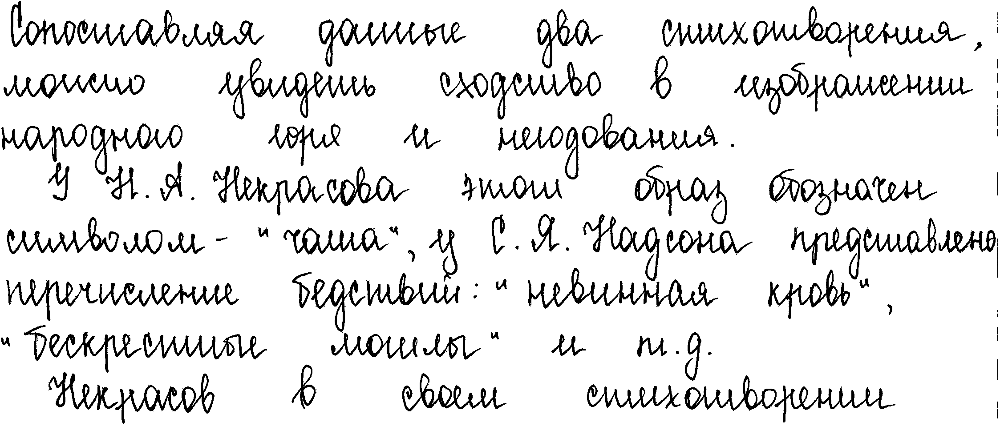 Сопоставляя данные два стихотворения,
можно увидеть сходство в изображении
народного горя и негодования.
У Н. А. Некрасова этот образ обозначен
символом - "чаша", у С. Я. Надсона представлено
перечисление бедствий: "невинная кровь",
"бескрестные могилы" и т.д.
Некрасов в своем стихотворении